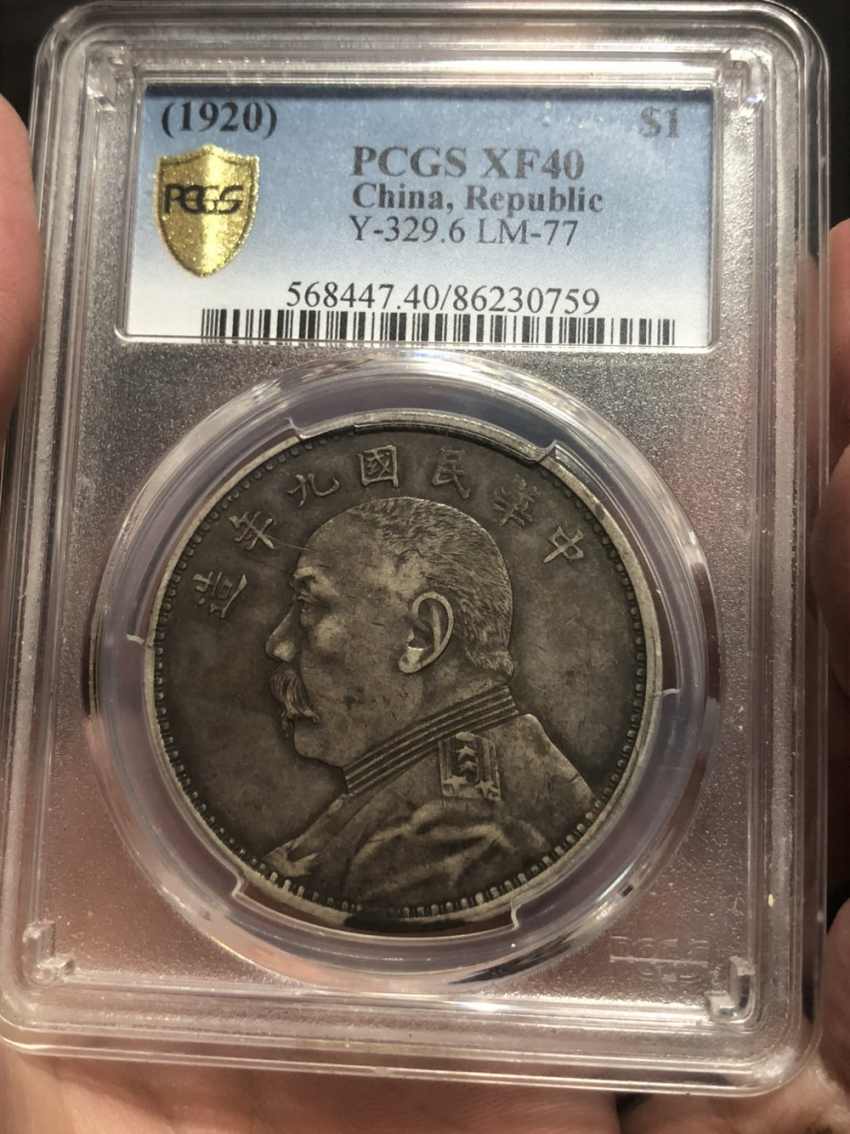 (1920) $1
PCGS XF40
PCGS
China, Republic
Y-329.6 LM-77
568447.40/86230759
造年九國民華中